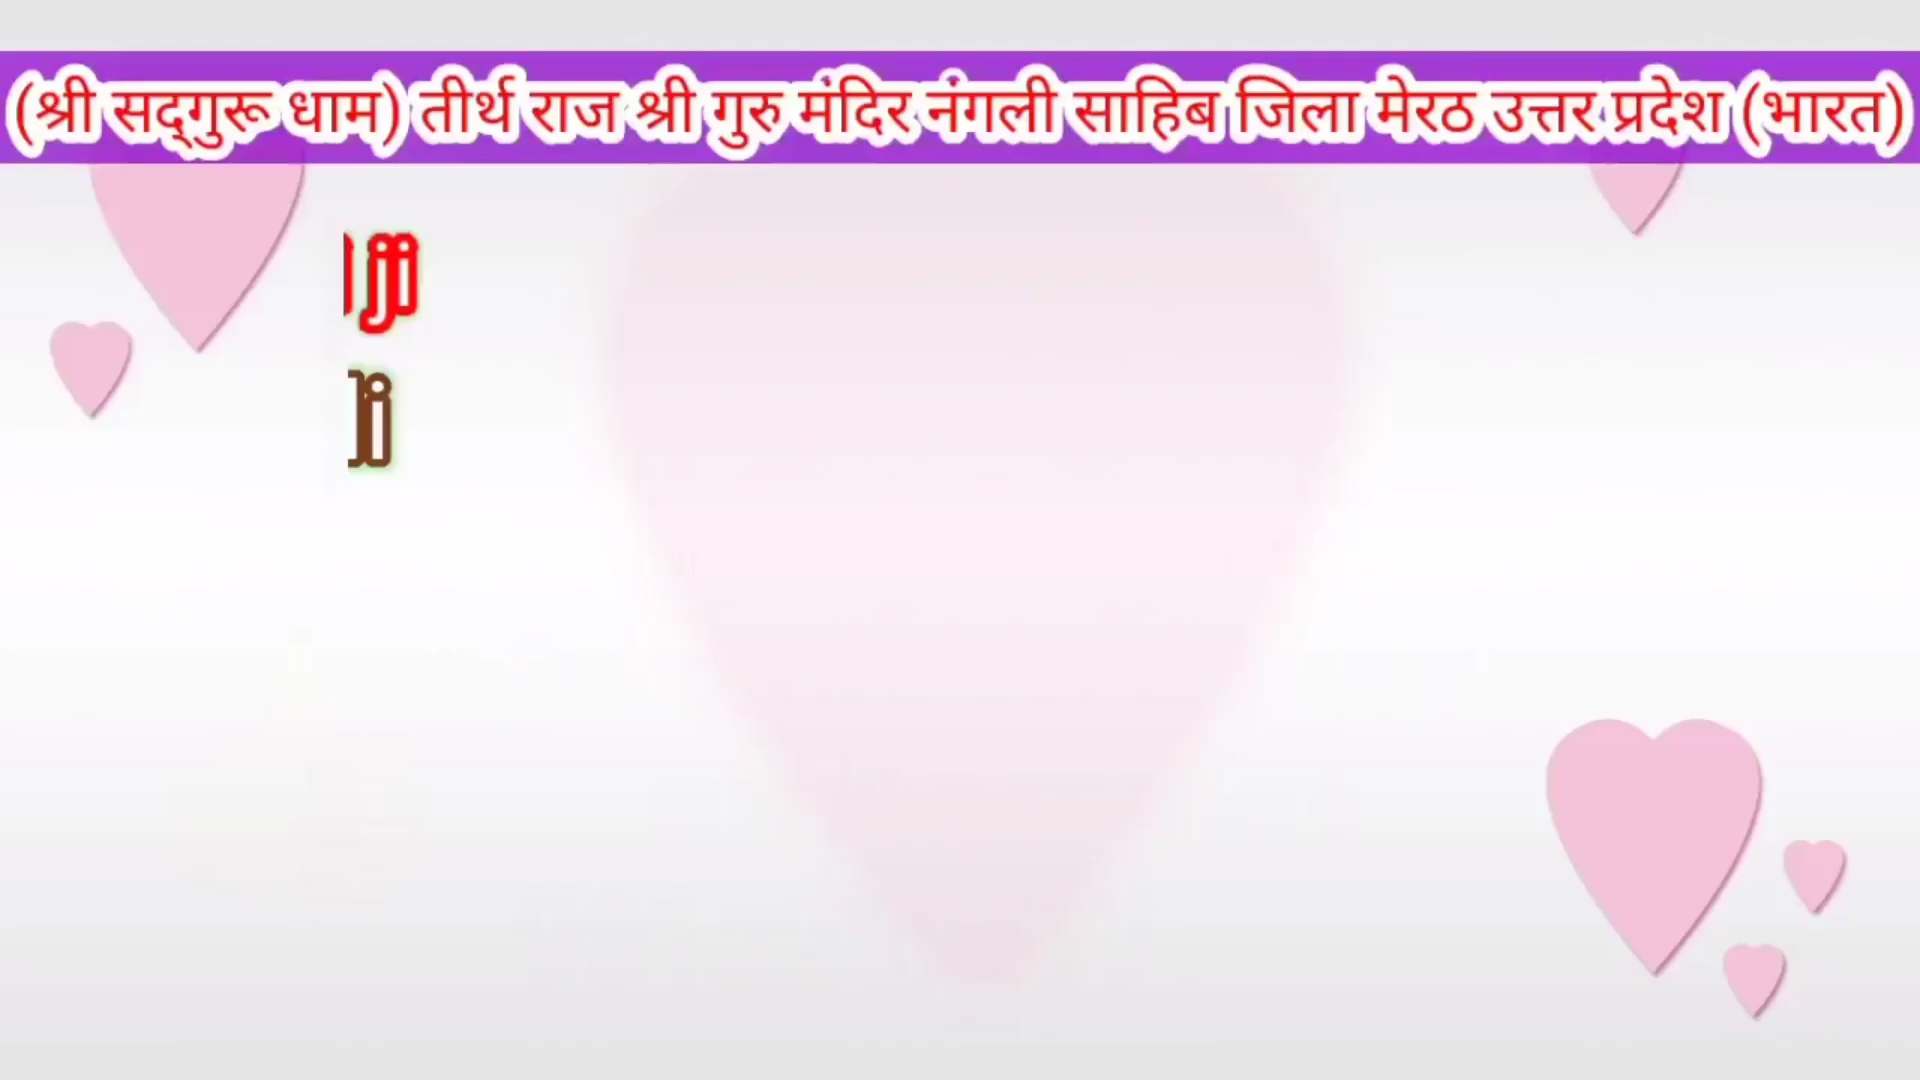 (श्री सद्‌गुरू धाम) तीर्थ राज श्री गुरु मंदिर नंगली साहिब जिला मेरठ उत्तर प्रदेश (भारत)